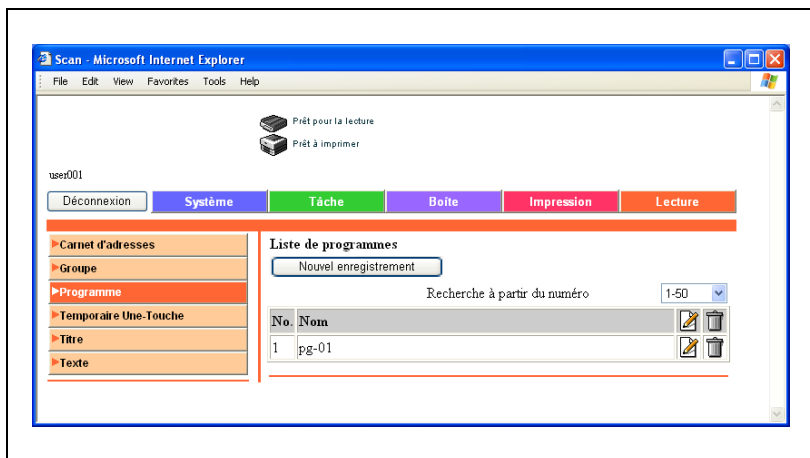 Scan - Microsoft Internet Explorer
File Edit View Favorites Tools Help
Prêt pour la lecture
Prêt à imprimer
user001
Déconnexion Système Tâche Boîte Impression Lecture
Carnet d'adresses
Groupe
Programme
Temporaire Une-Touche
Titre
Texte
Liste de programmes
Nouvel enregistrement
Recherche à partir du numéro 1-50
No. Nom
1 pg-01